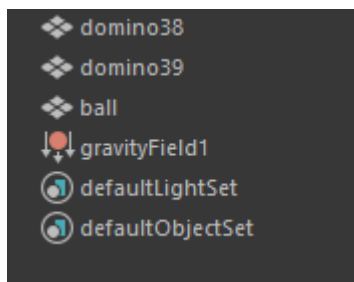 domino38
domino39
ball
gravityField1
defaultLightSet
defaultObjectSet